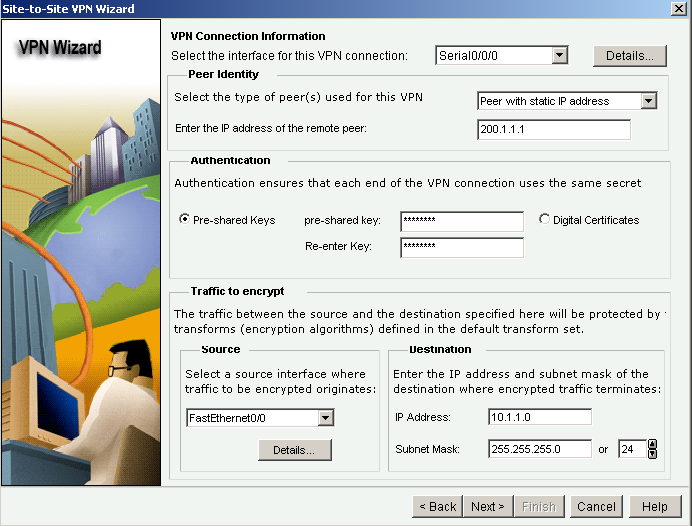 Site-to-Site VPN Wizard
VPN Wizard
VPN Connection Information
Select the interface for this VPN connection: Serial0/0/0 Details...
Peer Identity
Select the type of peer(s) used for this VPN Peer with static IP address
Enter the IP address of the remote peer: 200.1.1.1
Authentication
Authentication ensures that each end of the VPN connection uses the same secret
Pre-shared Keys pre-shared key: ******** Digital Certificates
Re-enter Key: ********
Traffic to encrypt
The traffic between the source and the destination specified here will be protected by
transforms (encryption algorithms) defined in the default transform set.
Source
Select a source interface where
traffic to be encrypted originates:
FastEthernet0/0
Details...
Destination
Enter the IP address and subnet mask of the
destination where encrypted traffic terminates:
IP Address: 10.1.1.0
Subnet Mask: 255.255.255.0 or 24
< Back Next > Finish Cancel Help